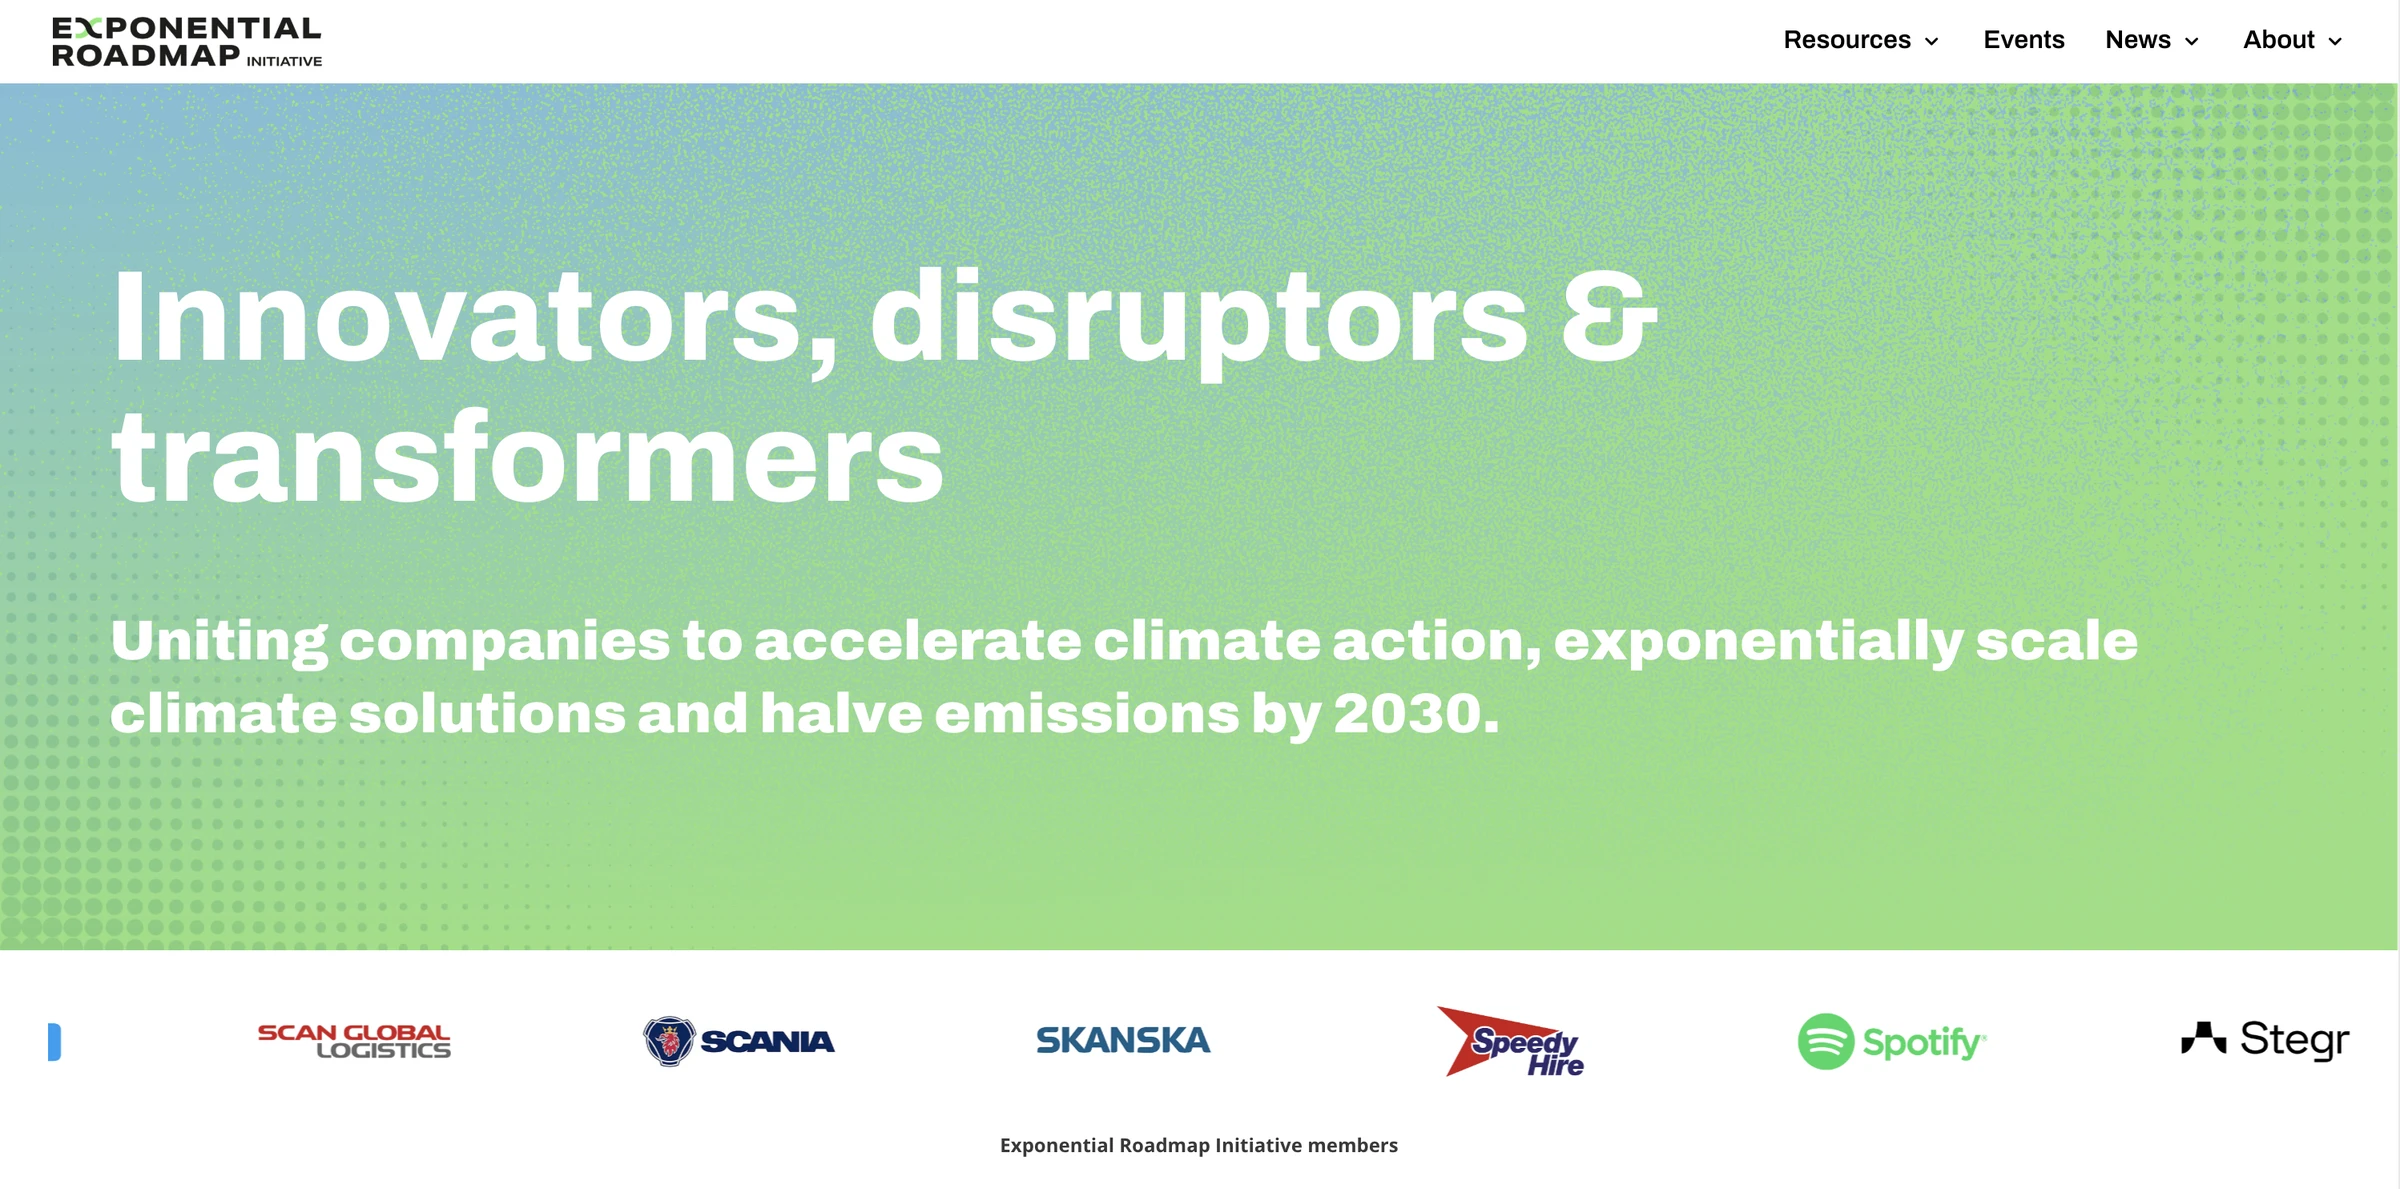 EXPONENTIAL
ROADMAP INITIATIVE
Resources
Events
News
About
Innovators, disruptors &
transformers
Uniting companies to accelerate climate action, exponentially scale
climate solutions and halve emissions by 2030.
SCAN GLOBAL
LOGISTICS
SCANIA
SKANSKA
Speedy
Hire
Spotify®
Stegr
Exponential Roadmap Initiative members